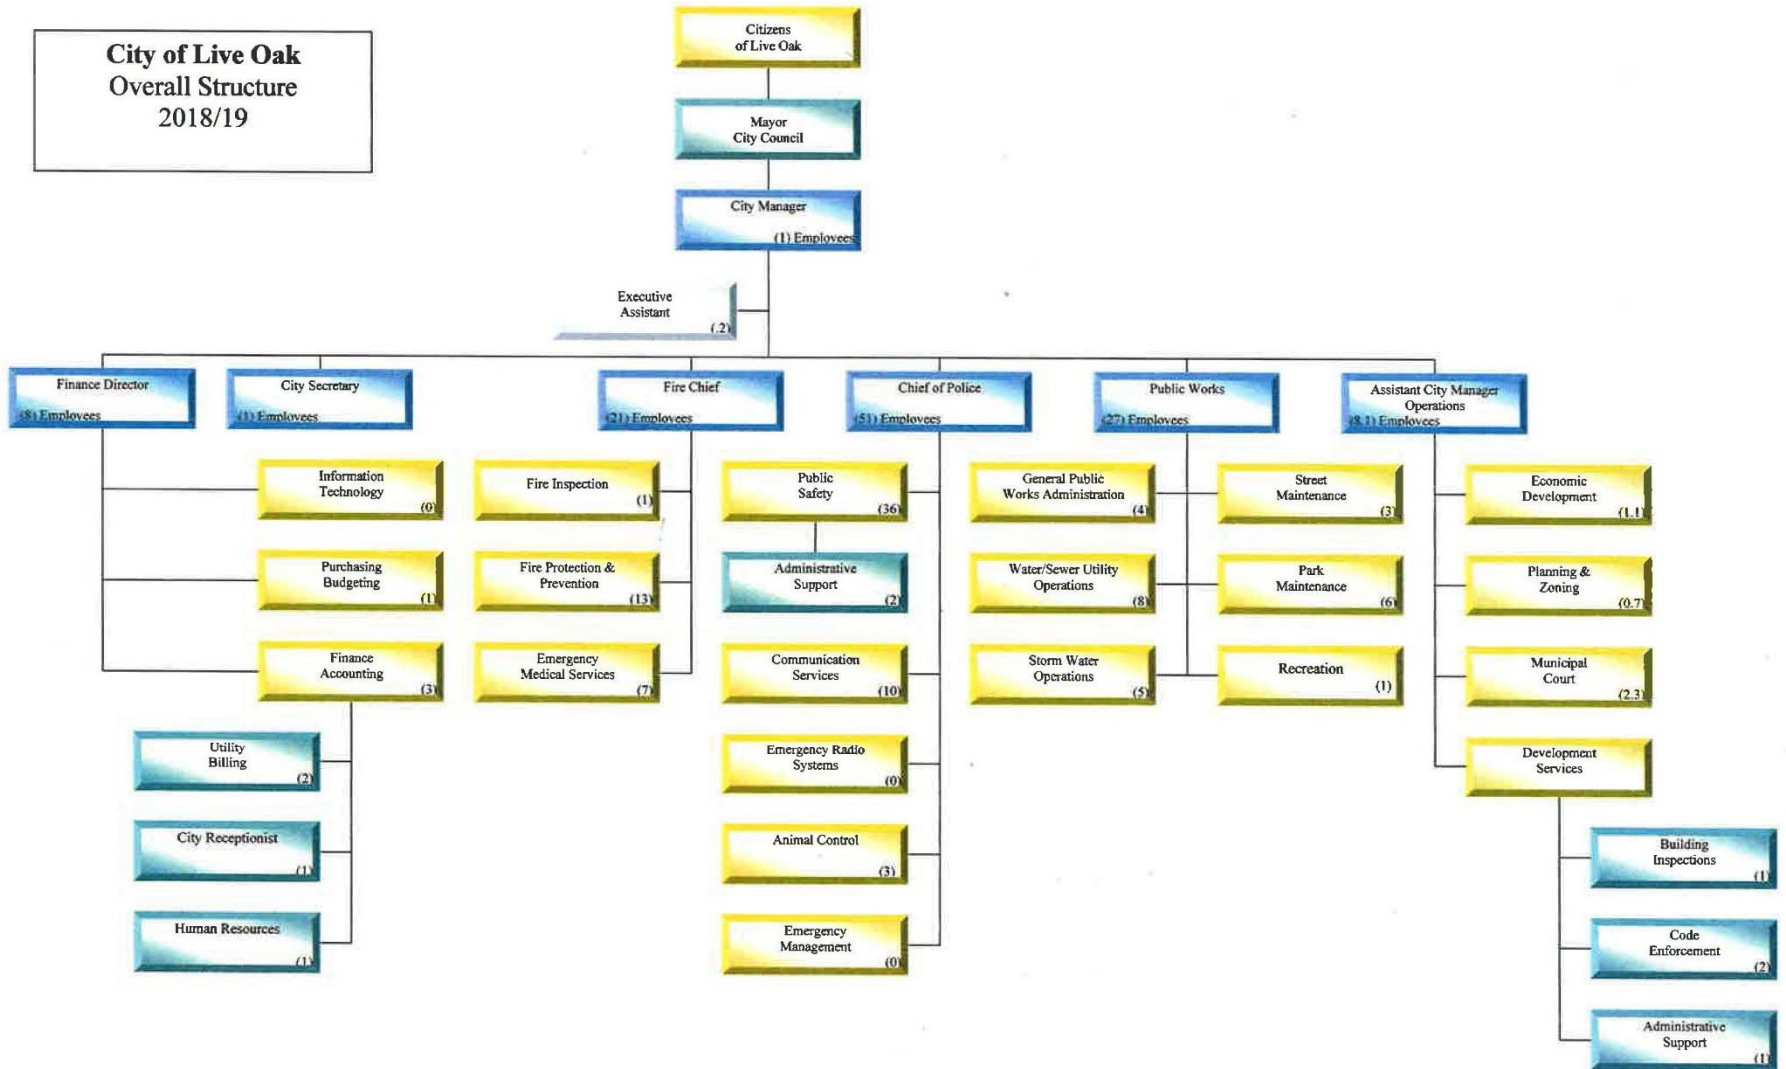 City of Live Oak
Overall Structure
2018/19
Citizens
of Live Oak
Mayor
City Council
City Manager
(1) Employees
Executive
Assistant
(.2)
Finance Director
(8) Employees
City Secretary
(1) Employees
Fire Chief
(21) Employees
Chief of Police
(51) Employees
Public Works
(27) Employees
Assistant City Manager
Operations
(8.1) Employees
Information
Technology
(0)
Purchasing
Budgeting
(1)
Finance
Accounting
(3)
Utility
Billing
(2)
City Receptionist
(1)
Human Resources
(1)
Fire Inspection
(1)
Fire Protection &
Prevention
(13)
Emergency
Medical Services
(7)
Public
Safety
(36)
Administrative
Support
(2)
Communication
Services
(10)
Emergency Radio
Systems
(0)
Animal Control
(3)
Emergency
Management
(0)
General Public
Works Administration
(4)
Water/Sewer Utility
Operations
(8)
Storm Water
Operations
(5)
Street
Maintenance
(3)
Park
Maintenance
(6)
Recreation
(1)
Economic
Development
(1.1)
Planning &
Zoning
(0.7)
Municipal
Court
(2.3)
Development
Services
Building
Inspections
(1)
Code
Enforcement
(2)
Administrative
Support
(1)